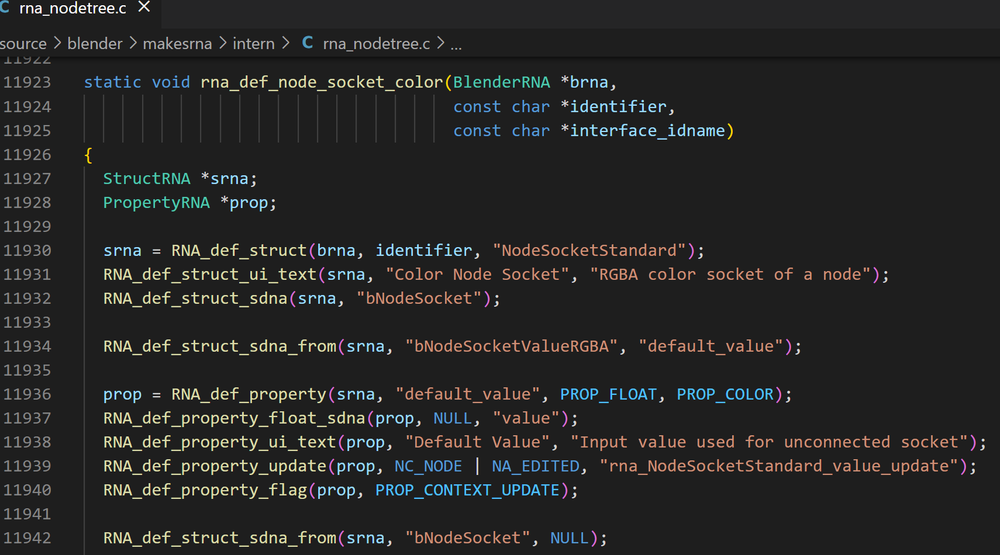 C rna_nodetree.c ×
source > blender > makesrna > intern > C rna_nodetree.c > ...
11922
11923 static void rna_def_node_socket_color(BlenderRNA *brna,
11924 const char *identifier,
11925 const char *interface_idname)
11926 {
11927 StructRNA *srna;
11928 PropertyRNA *prop;
11929
11930 srna = RNA_def_struct(brna, identifier, "NodeSocketStandard");
11931 RNA_def_struct_ui_text(srna, "Color Node Socket", "RGBA color socket of a node");
11932 RNA_def_struct_sdna(srna, "bNodeSocket");
11933
11934 RNA_def_struct_sdna_from(srna, "bNodeSocketValueRGBA", "default_value");
11935
11936 prop = RNA_def_property(srna, "default_value", PROP_FLOAT, PROP_COLOR);
11937 RNA_def_property_float_sdna(prop, NULL, "value");
11938 RNA_def_property_ui_text(prop, "Default Value", "Input value used for unconnected socket");
11939 RNA_def_property_update(prop, NC_NODE | NA_EDITED, "rna_NodeSocketStandard_value_update");
11940 RNA_def_property_flag(prop, PROP_CONTEXT_UPDATE);
11941
11942 RNA_def_struct_sdna_from(srna, "bNodeSocket", NULL);